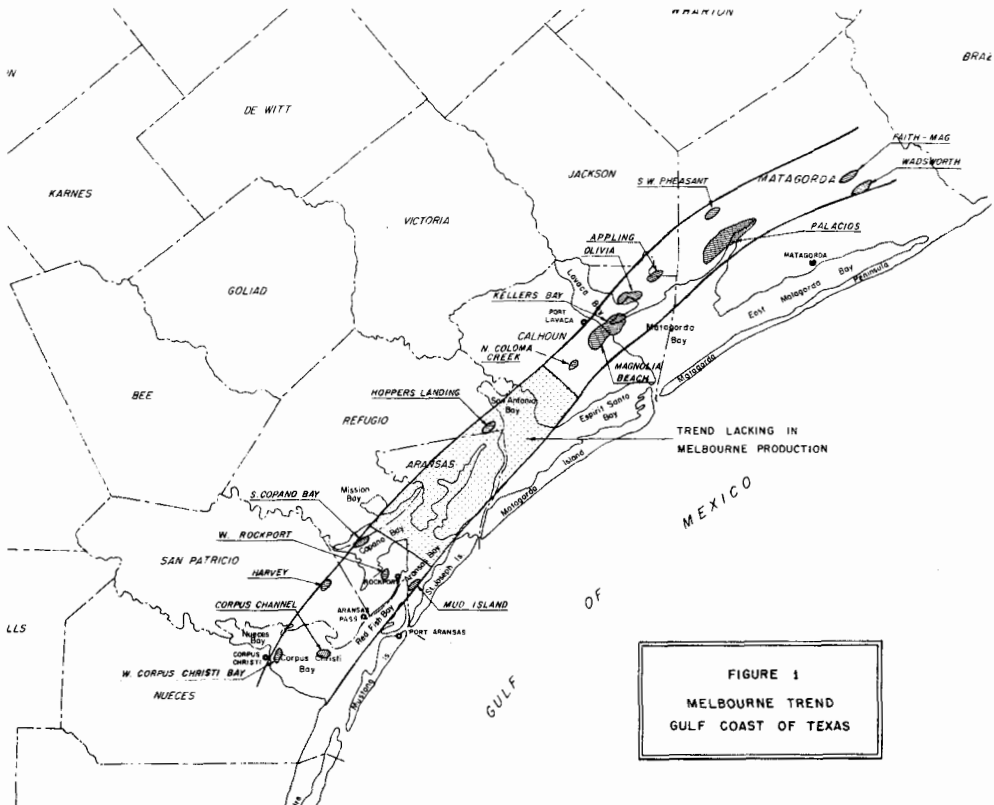 WHARTON
DE WITT
KARNES
JACKSON
FAITH-MAG
WADSWORTH
S.W. PHEASANT
MATAGORDA
VICTORIA
PALACIOS
APPLING
OLIVIA
MATAGORDA
GOLIAD
Lavaca Bay
KELLERS BAY
PORT
LAVACA
East Matagorda Bay
Peninsula
Matagorda
CALHOUN
Matagorda
Bay
N. COLOMA
CREEK
MAGNOLIA
BEACH
BEE
HOPPERS LANDING
San Antonio
Bay
Espirit Santo
Bay
REFUGIO
TREND LACKING IN
MELBOURNE PRODUCTION
ARANSAS
Matagorda Island
Mission
Bay
S. COPANO BAY
Copano Bay
MEXICO
W. ROCKPORT
SAN PATRICIO
ROCKPORT
Aransas Bay
St. Joseph Is
HARVEY
MUD ISLAND
OF
CORPUS CHANNEL
ARANSAS
PASS
Red Fish Bay
PORT ARANSAS
LLS
Nueces
Bay
CORPUS
CHRISTI
Corpus Christi
Bay
W. CORPUS CHRISTI BAY
NUECES
Mustang Is
GULF
FIGURE 1
MELBOURNE TREND
GULF COAST OF TEXAS